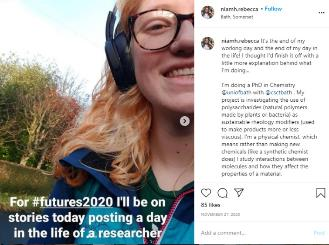 For #futures2020 I'll be on
stories today posting a day
in the life of a researcher
niamh.rebecca • Follow
Bath, Somerset
niamh.rebecca It's the end of my
working day and the end of my day in
the life! I thought I'd finish off with a
little more explanation behind what
I'm doing...
I'm doing a PhD in Chemistry
@uniofbath with @csctbath. My
project is investigating the use of
polysaccharides (natural polymers
made by plants or bacteria) as
sustainable rheology modifiers (used
to make products more or less
viscous). I'm a physical chemist, which
means rather than making new
chemicals (like a synthetic chemist
does) I study interactions between
molecules and how they affect the
properties of a material.
85 likes
NOVEMBER 27, 2020
Add a comment...
Post